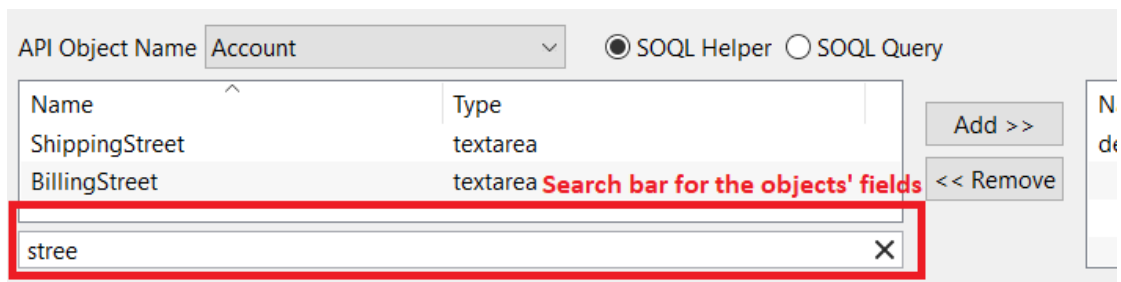 API Object Name Account SOQL Helper SOQL Query
Name Type
ShippingStreet textarea
BillingStreet textarea Search bar for the objects' fields
stree
Add >>
<< Remove
N
de